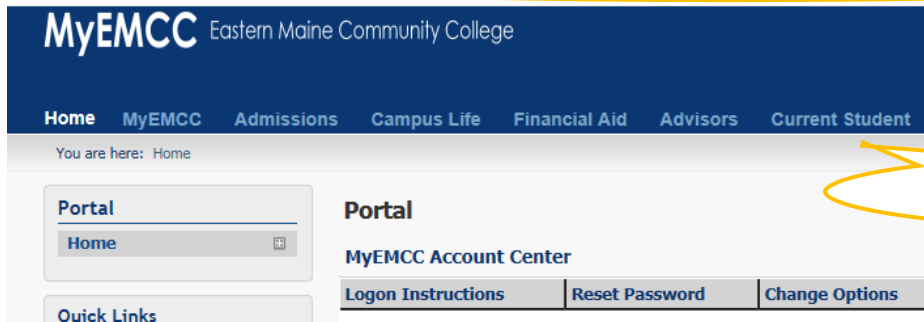 MyEMCC Eastern Maine Community College
Home MyEMCC Admissions Campus Life Financial Aid Advisors Current Student
You are here: Home
Portal
Home
Quick Links
Portal
MyEMCC Account Center
Logon Instructions Reset Password Change Options